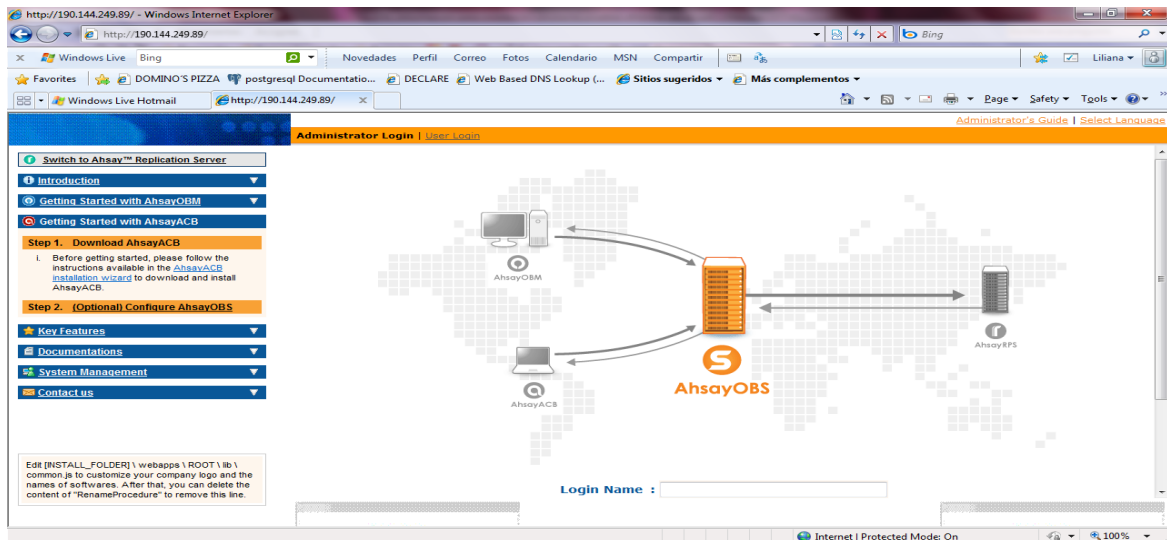 http://190.144.249.89/ - Windows Internet Explorer
http://190.144.249.89/
Bing
Windows Live
Bing
Novedades Perfil Correo Fotos Calendario MSN Compartir
Liliana
Favorites
DOMINO'S PIZZA
postgresql Documentatio...
DECLARE
Web Based DNS Lookup (...
Sitios sugeridos
Más complementos
Windows Live Hotmail
http://190.144.249.89/
Page Safety Tools
Administrator's Guide | Select Language
Administrator Login | User Login
Switch to Ahsay™ Replication Server
Introduction
Getting Started with AhsayOBM
Getting Started with AhsayACB
Step 1. Download AhsayACB
i. Before getting started, please follow the
instructions available in the AhsayACB
installation wizard to download and install
AhsayACB.
Step 2. (Optional) Configure AhsayOBS
Key Features
Documentations
System Management
Contact us
Edit [INSTALL_FOLDER] \ webapps \ ROOT \ lib \
common.js to customize your company logo and the
names of softwares. After that, you can delete the
content of "RenameProcedure" to remove this line.
AhsayOBM
AhsayRPS
AhsayOBS
AhsayACB
Login Name :
Internet | Protected Mode: On
100%